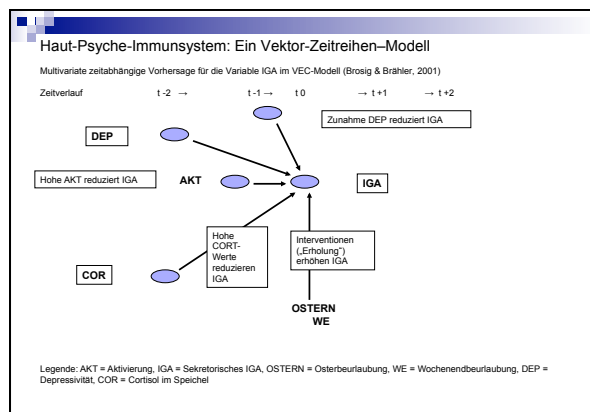 Haut-Psyche-Immunsystem: Ein Vektor-Zeitreihen–Modell
Multivariate zeitabhängige Vorhersage für die Variable IGA im VEC-Modell (Brosig & Brähler, 2001)
Zeitverlauf t -2 → t -1 → t 0 → t +1 → t +2
Zunahme DEP reduziert IGA
DEP
Hohe AKT reduziert IGA
AKT
IGA
Hohe
CORT-
Werte
reduzieren
IGA
Interventionen
(„Erholung“)
erhöhen IGA
COR
OSTERN
WE
Legende: AKT = Aktivierung, IGA = Sekretorisches IGA, OSTERN = Osterbeurlaubung, WE = Wochenendbeurlaubung, DEP =
Depressivität, COR = Cortisol im Speichel